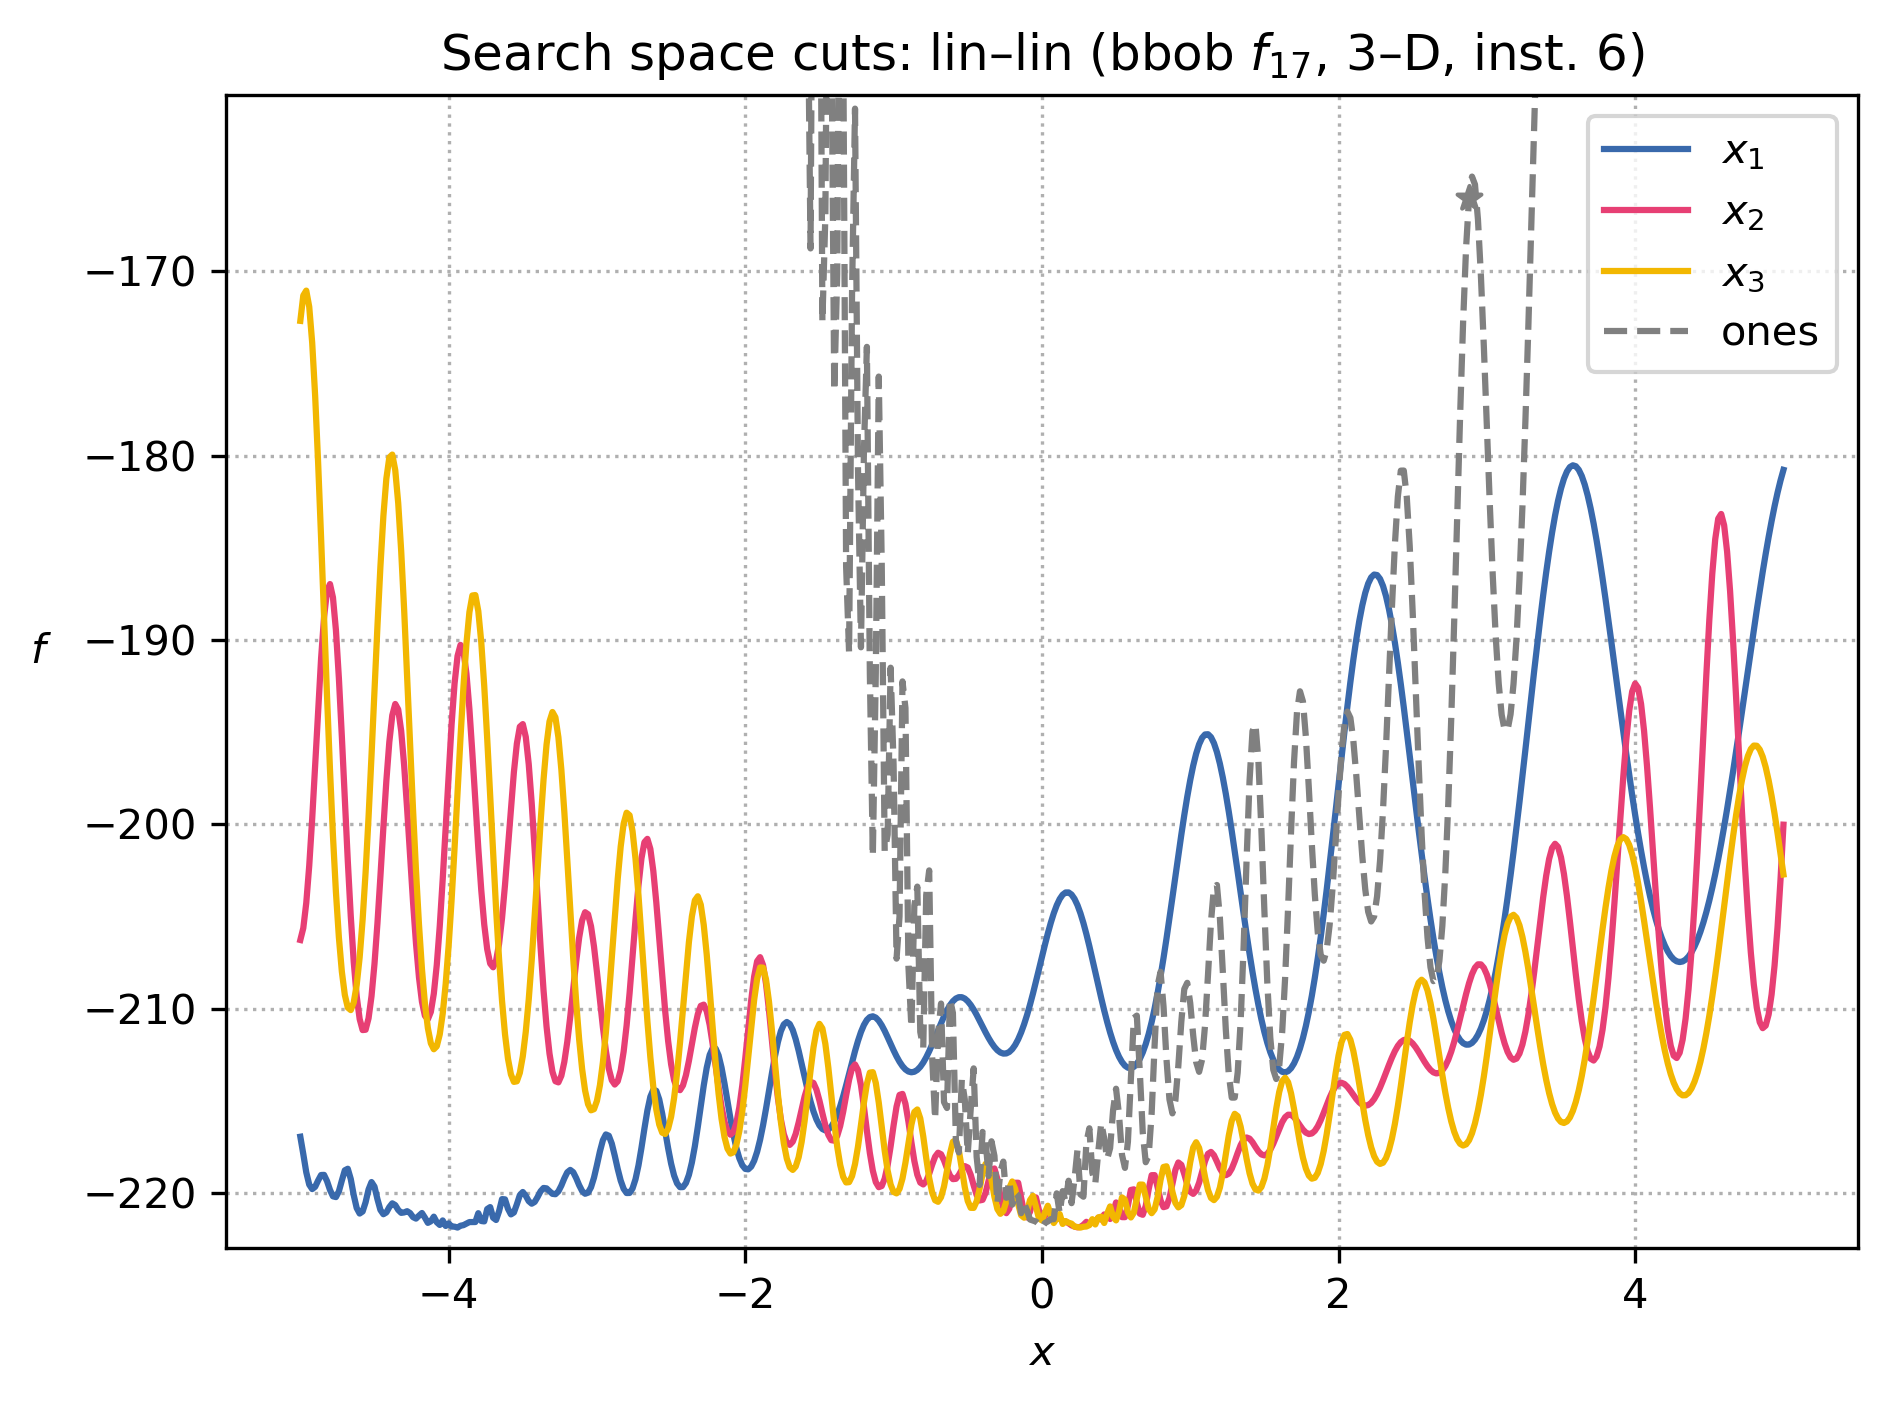 Search space cuts: lin–lin (bbob f₁₇, 3–D, inst. 6)
x₁
x₂
x₃
ones
f
−170
−180
−190
−200
−210
−220
−4
−2
0
2
4
x